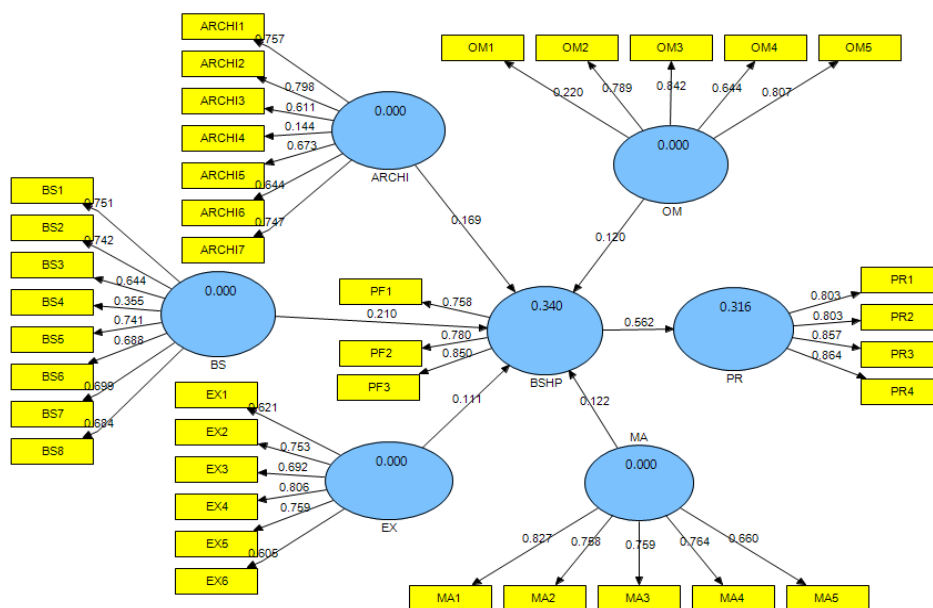 ARCHI1
0.757
ARCHI2
0.798
ARCHI3
0.611
ARCHI4
0.144
ARCHI5
0.673
ARCHI6
0.644
ARCHI7
0.747
0.000
ARCHI
0.169
OM1
OM2
OM3
OM4
OM5
0.220
0.789
0.842
0.644
0.807
0.000
OM
0.120
BS1
0.751
BS2
0.742
BS3
0.644
BS4
0.355
BS5
0.741
BS6
0.688
BS7
0.699
BS8
0.684
0.000
BS
0.210
PF1
0.758
PF2
0.780
PF3
0.850
0.340
BSHP
0.562
0.316
PR
PR1
0.803
PR2
0.803
PR3
0.857
PR4
0.864
EX1
0.621
EX2
0.753
EX3
0.692
EX4
0.806
EX5
0.759
EX6
0.605
0.000
EX
0.111
0.122
MA
0.000
0.827
0.758
0.759
0.764
0.660
MA1
MA2
MA3
MA4
MA5